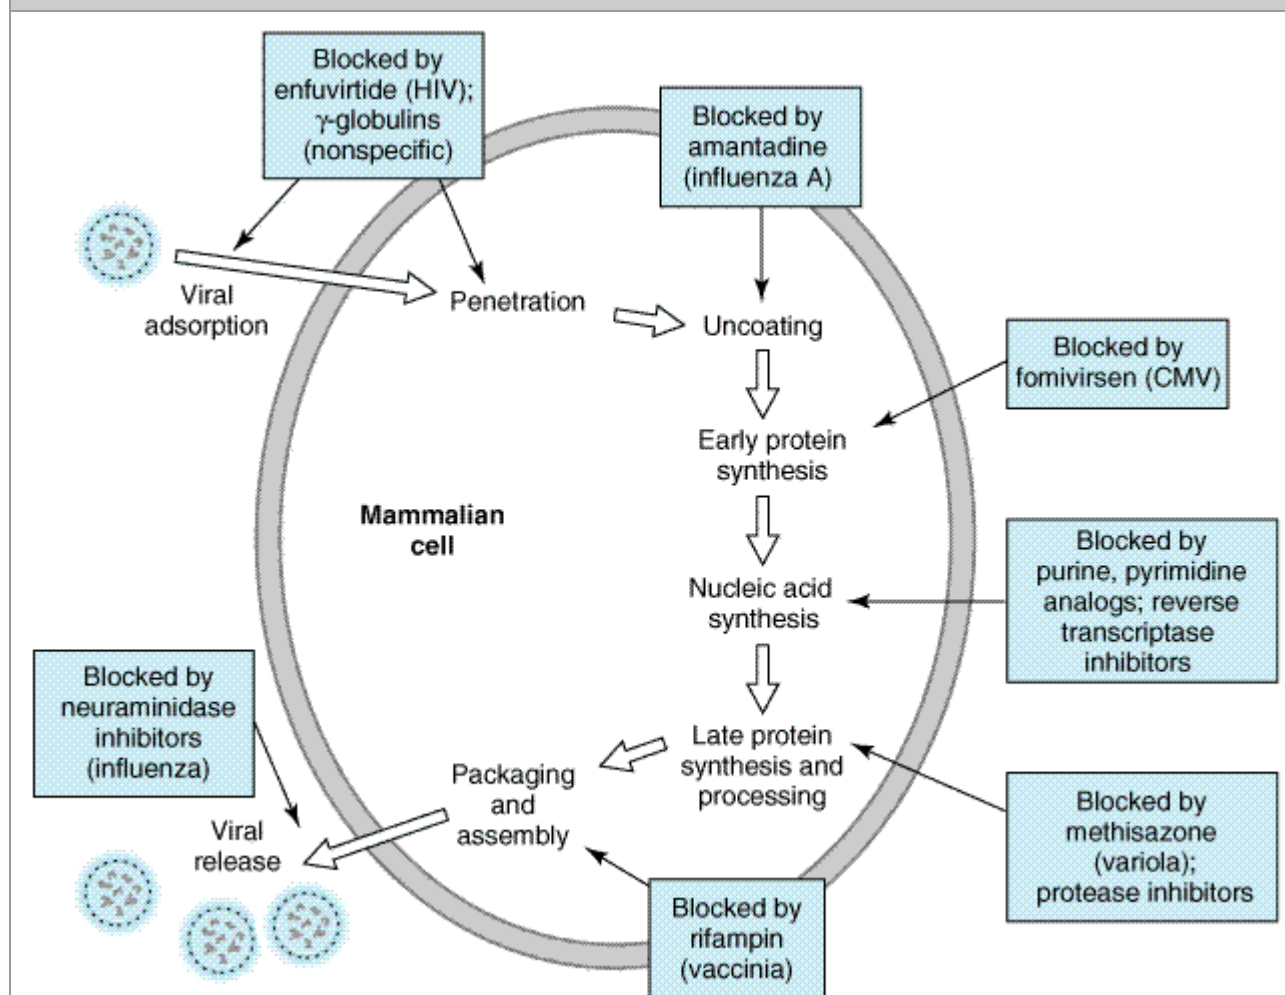 Blocked by
enfuvirtide (HIV);
γ-globulins
(nonspecific)
Blocked by
amantadine
(influenza A)
Viral
adsorption
Penetration
Uncoating
Blocked by
fomivirsen (CMV)
Early protein
synthesis
Mammalian
cell
Blocked by
purine, pyrimidine
analogs; reverse
transcriptase
inhibitors
Nucleic acid
synthesis
Blocked by
neuraminidase
inhibitors
(influenza)
Late protein
synthesis and
processing
Packaging
and
assembly
Blocked by
methisazone
(variola);
protease inhibitors
Viral
release
Blocked by
rifampin
(vaccinia)